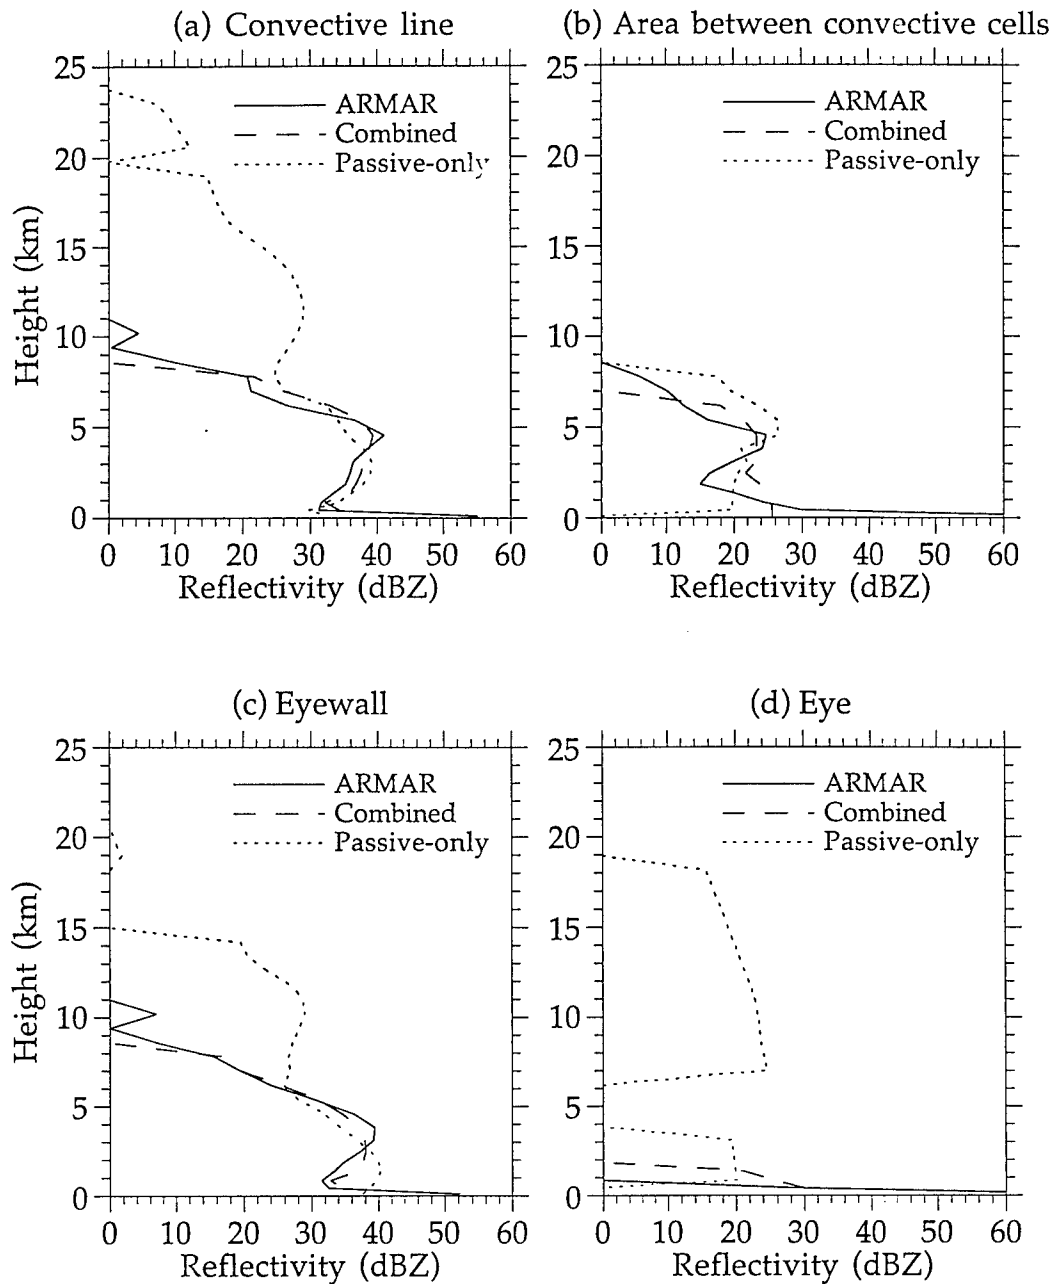 (a) Convective line
25
20
15
10
5
0
Height (km)
ARMAR
Combined
Passive-only
0 10 20 30 40 50 60
Reflectivity (dBZ)
(b) Area between convective cells
25
20
15
10
5
0
ARMAR
Combined
Passive-only
0 10 20 30 40 50 60
Reflectivity (dBZ)
(c) Eyewall
25
20
15
10
5
0
Height (km)
ARMAR
Combined
Passive-only
0 10 20 30 40 50 60
Reflectivity (dBZ)
(d) Eye
25
20
15
10
5
0
ARMAR
Combined
Passive-only
0 10 20 30 40 50 60
Reflectivity (dBZ)